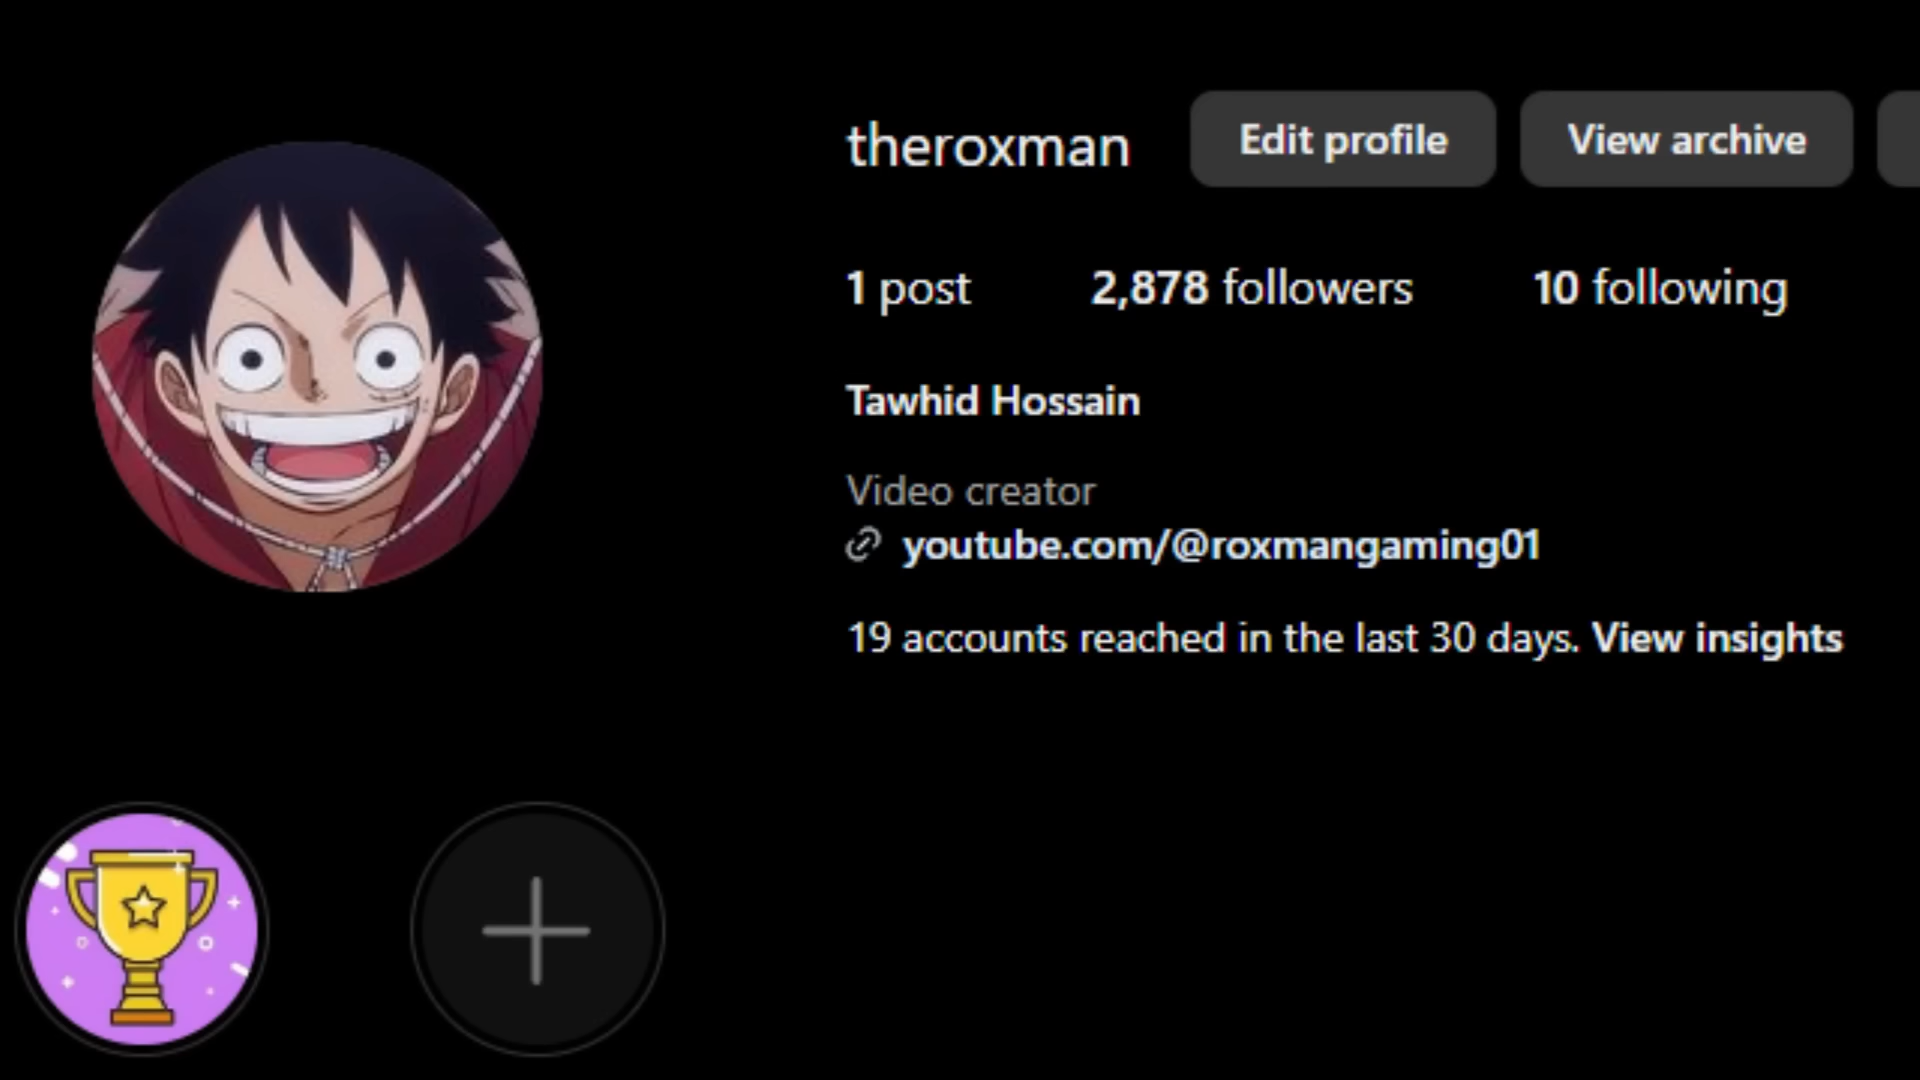 theroxman Edit profile View archive
1 post 2,878 followers 10 following
Tawhid Hossain
Video creator
youtube.com/@roxmangaming01
19 accounts reached in the last 30 days. View insights